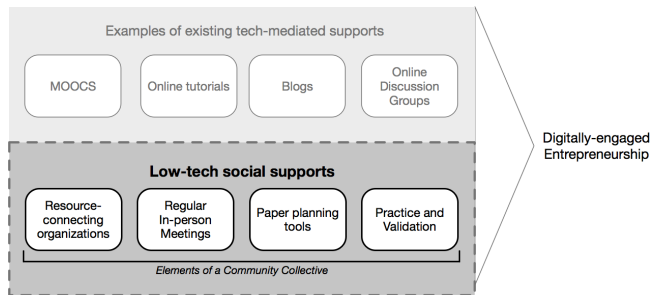 Examples of existing tech-mediated supports
MOOCS
Online tutorials
Blogs
Online
Discussion
Groups
Digitally-engaged
Entrepreneurship
Low-tech social supports
Resource-
connecting
organizations
Regular
In-person
Meetings
Paper planning
tools
Practice and
Validation
Elements of a Community Collective